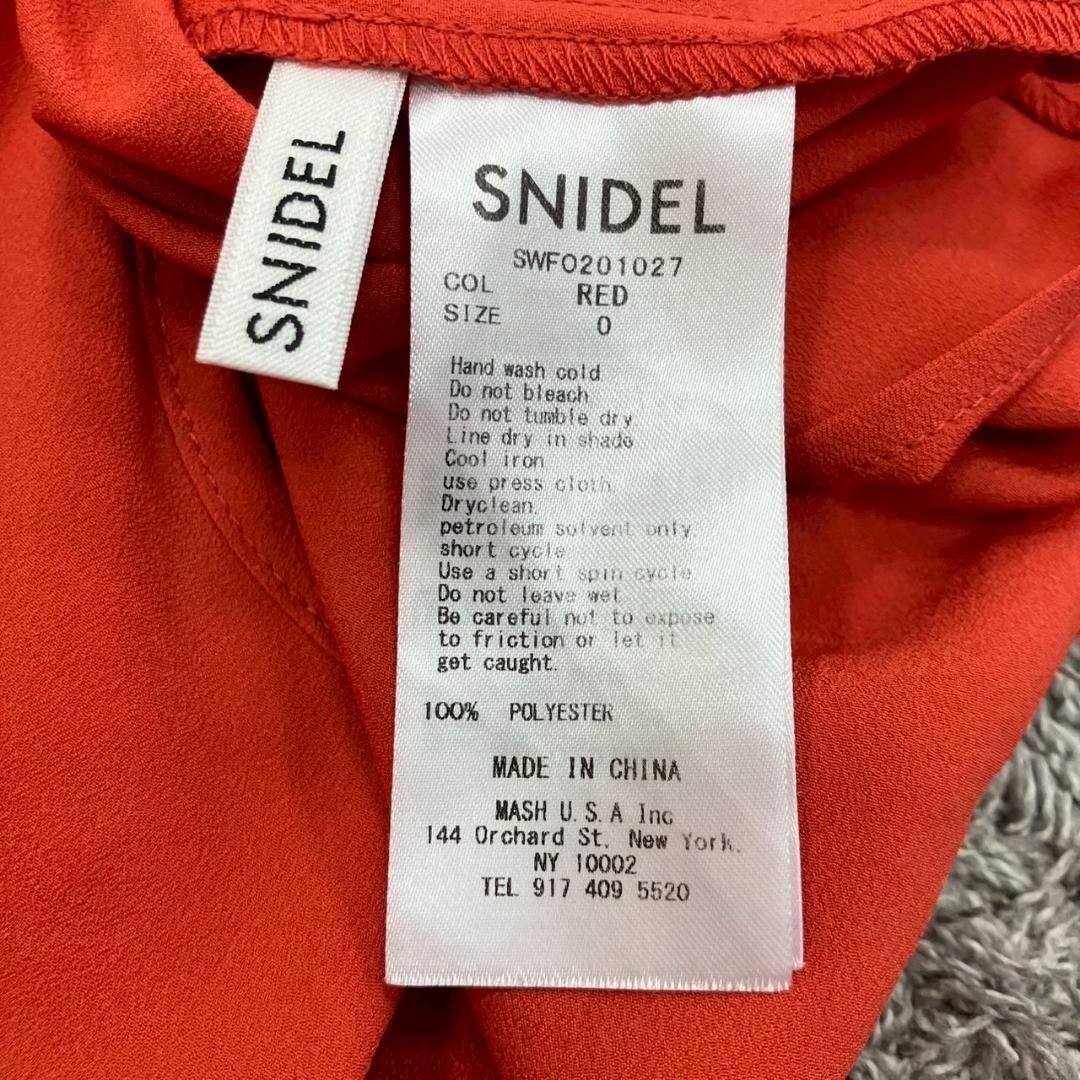 SNIDEL
SNIDEL
SWFO201027
COL RED
SIZE 0
Hand wash cold.
Do not bleach.
Do not tumble dry.
Line dry in shade.
Cool iron.
use press cloth.
Dryclean.
petroleum solvent only.
short cycle
Use a short spin cycle.
Do not leave wet.
Be careful not to expose
to friction or let it
get caught.
100% POLYESTER
MADE IN CHINA
MASH U.S.A Inc
144 Orchard St. New York.
NY 10002
TEL 917 409 5520